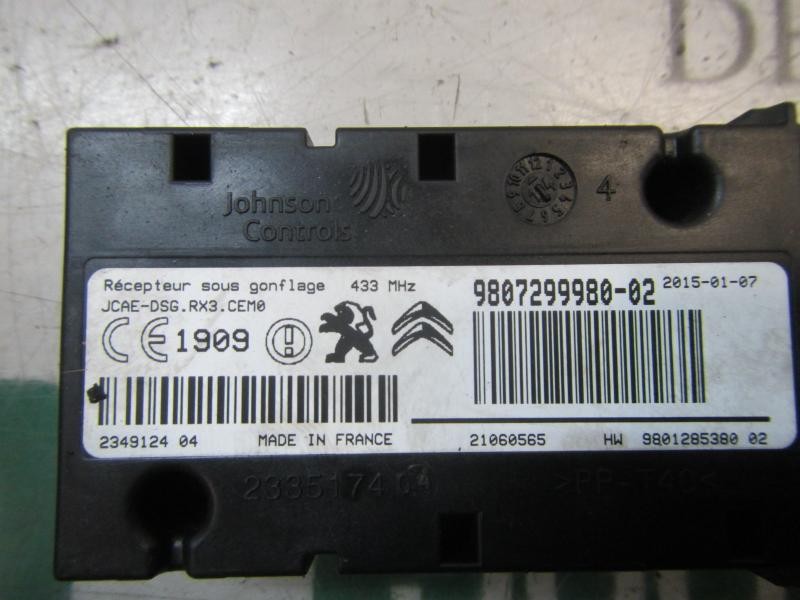 Johnson
Controls
4
Récepteur sous gonflage 433 MHz
JCAE-DSG.RX3.CEM0
CE 1909
9807299980-02 2015-01-07
2349124 04 MADE IN FRANCE 21060565 HW 9801285380 02
2335174 04 >PP-T40<